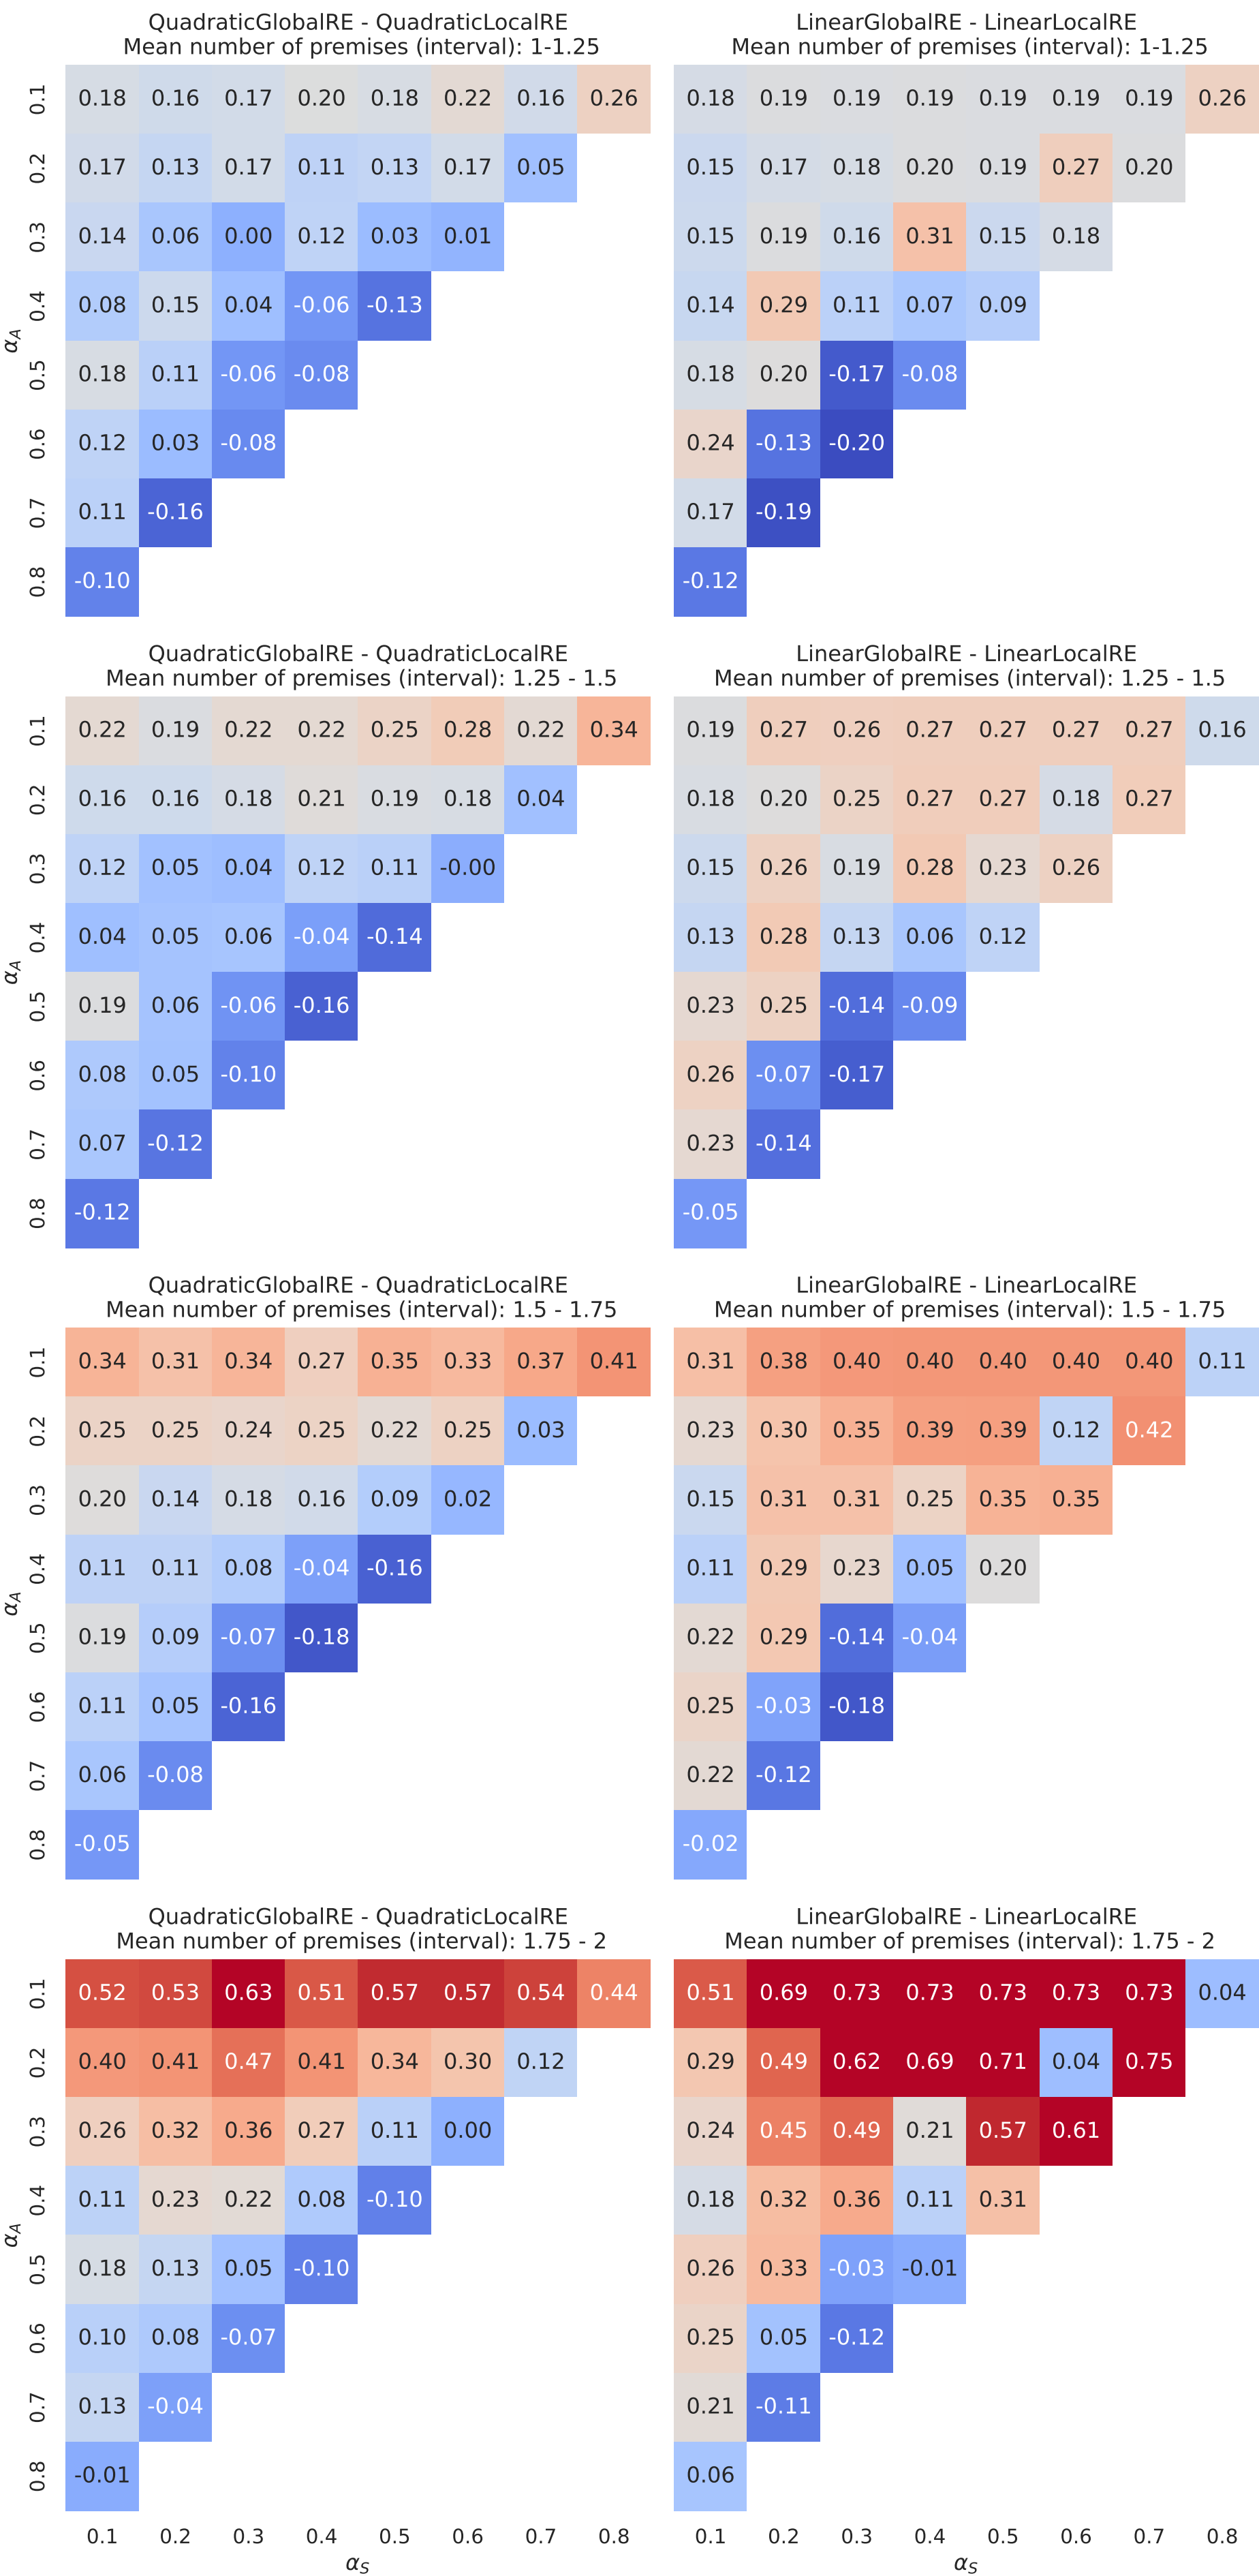 QuadraticGlobalRE - QuadraticLocalRE
Mean number of premises (interval): 1-1.25
0.1 0.18 0.16 0.17 0.20 0.18 0.22 0.16 0.26
0.2 0.17 0.13 0.17 0.11 0.13 0.17 0.05
0.3 0.14 0.06 0.00 0.12 0.03 0.01
0.4 0.08 0.15 0.04 -0.06 -0.13
0.5 0.18 0.11 -0.06 -0.08
0.6 0.12 0.03 -0.08
0.7 0.11 -0.16
0.8 -0.10
α_A
LinearGlobalRE - LinearLocalRE
Mean number of premises (interval): 1-1.25
0.18 0.19 0.19 0.19 0.19 0.19 0.19 0.26
0.15 0.17 0.18 0.20 0.19 0.27 0.20
0.15 0.19 0.16 0.31 0.15 0.18
0.14 0.29 0.11 0.07 0.09
0.18 0.20 -0.17 -0.08
0.24 -0.13 -0.20
0.17 -0.19
-0.12
QuadraticGlobalRE - QuadraticLocalRE
Mean number of premises (interval): 1.25 - 1.5
0.1 0.22 0.19 0.22 0.22 0.25 0.28 0.22 0.34
0.2 0.16 0.16 0.18 0.21 0.19 0.18 0.04
0.3 0.12 0.05 0.04 0.12 0.11 -0.00
0.4 0.04 0.05 0.06 -0.04 -0.14
0.5 0.19 0.06 -0.06 -0.16
0.6 0.08 0.05 -0.10
0.7 0.07 -0.12
0.8 -0.12
α_A
LinearGlobalRE - LinearLocalRE
Mean number of premises (interval): 1.25 - 1.5
0.19 0.27 0.26 0.27 0.27 0.27 0.27 0.16
0.18 0.20 0.25 0.27 0.27 0.18 0.27
0.15 0.26 0.19 0.28 0.23 0.26
0.13 0.28 0.13 0.06 0.12
0.23 0.25 -0.14 -0.09
0.26 -0.07 -0.17
0.23 -0.14
-0.05
QuadraticGlobalRE - QuadraticLocalRE
Mean number of premises (interval): 1.5 - 1.75
0.1 0.34 0.31 0.34 0.27 0.35 0.33 0.37 0.41
0.2 0.25 0.25 0.24 0.25 0.22 0.25 0.03
0.3 0.20 0.14 0.18 0.16 0.09 0.02
0.4 0.11 0.11 0.08 -0.04 -0.16
0.5 0.19 0.09 -0.07 -0.18
0.6 0.11 0.05 -0.16
0.7 0.06 -0.08
0.8 -0.05
α_A
LinearGlobalRE - LinearLocalRE
Mean number of premises (interval): 1.5 - 1.75
0.31 0.38 0.40 0.40 0.40 0.40 0.40 0.11
0.23 0.30 0.35 0.39 0.39 0.12 0.42
0.15 0.31 0.31 0.25 0.35 0.35
0.11 0.29 0.23 0.05 0.20
0.22 0.29 -0.14 -0.04
0.25 -0.03 -0.18
0.22 -0.12
-0.02
QuadraticGlobalRE - QuadraticLocalRE
Mean number of premises (interval): 1.75 - 2
0.1 0.52 0.53 0.63 0.51 0.57 0.57 0.54 0.44
0.2 0.40 0.41 0.47 0.41 0.34 0.30 0.12
0.3 0.26 0.32 0.36 0.27 0.11 0.00
0.4 0.11 0.23 0.22 0.08 -0.10
0.5 0.18 0.13 0.05 -0.10
0.6 0.10 0.08 -0.07
0.7 0.13 -0.04
0.8 -0.01
α_A
0.1 0.2 0.3 0.4 0.5 0.6 0.7 0.8
α_S
LinearGlobalRE - LinearLocalRE
Mean number of premises (interval): 1.75 - 2
0.51 0.69 0.73 0.73 0.73 0.73 0.73 0.04
0.29 0.49 0.62 0.69 0.71 0.04 0.75
0.24 0.45 0.49 0.21 0.57 0.61
0.18 0.32 0.36 0.11 0.31
0.26 0.33 -0.03 -0.01
0.25 0.05 -0.12
0.21 -0.11
0.06
0.1 0.2 0.3 0.4 0.5 0.6 0.7 0.8
α_S